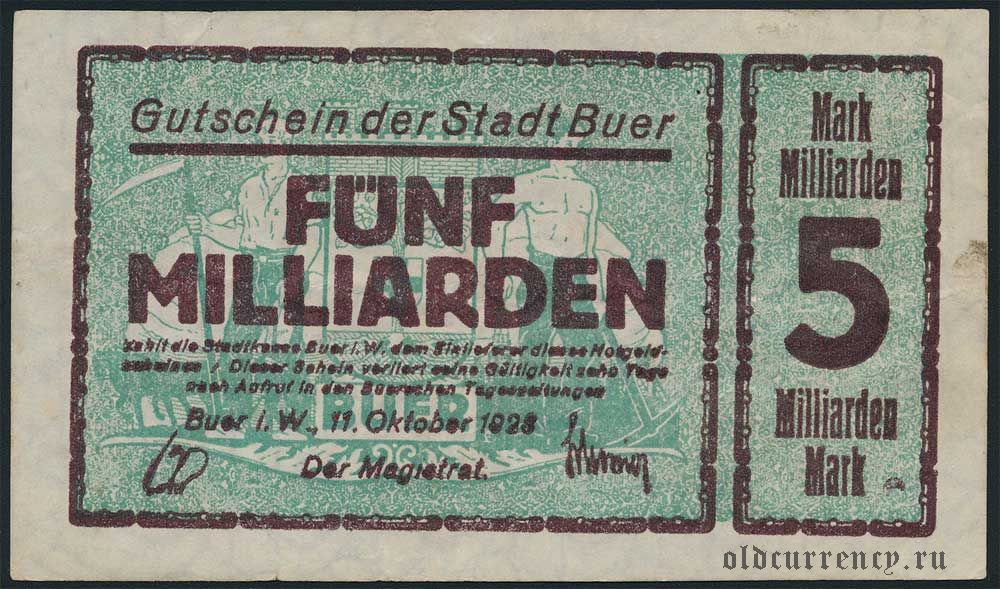 Gutschein der Stadt Buer
FÜNF
MILLIARDEN
zahlt die Stadtkasse Buer i. W. dem Einlieferer dieses Notgeld-
scheines / Dieser Schein verliert seine Gültigkeit zehn Tage
nach Aufruf in den Buerschen Tageszeitungen
BUER
Buer i. W., 11. Oktober 1923
Der Magistrat.
Mark
Milliarden
5
Milliarden
Mark
oldcurrency.ru